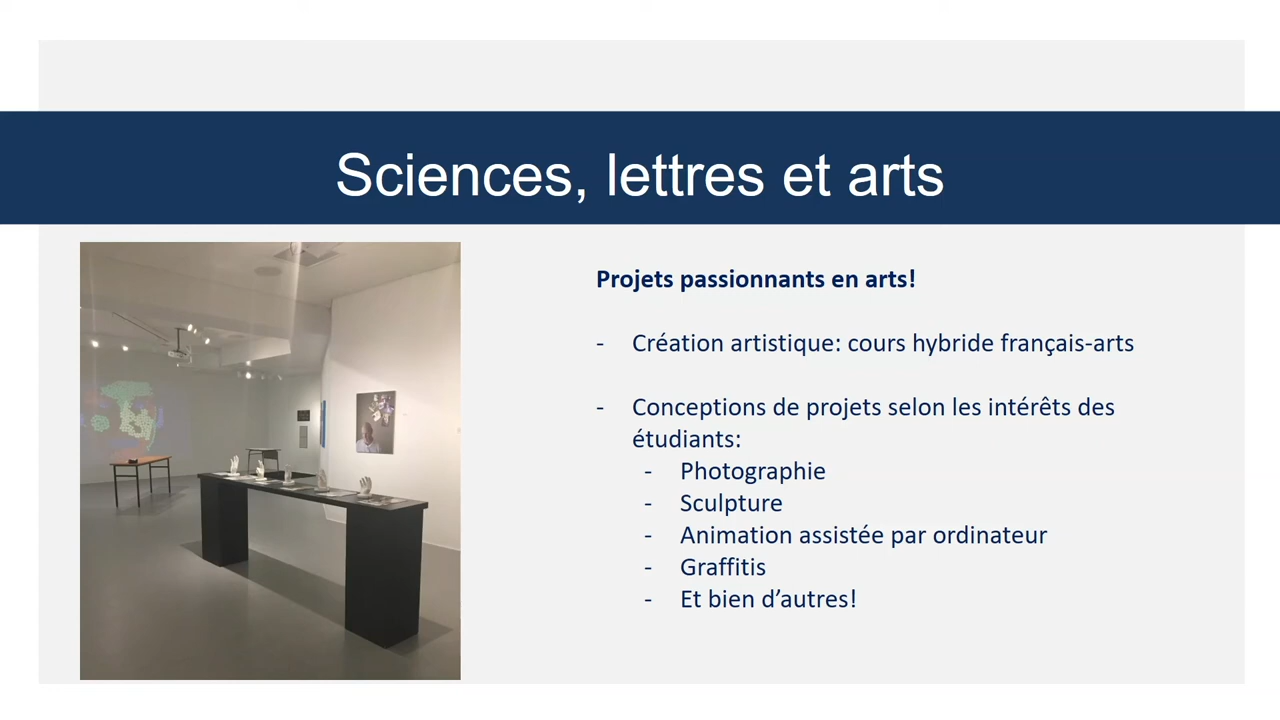 Sciences, lettres et arts
Projets passionnants en arts!
- Création artistique: cours hybride français-arts
- Conceptions de projets selon les intérêts des
étudiants:
- Photographie
- Sculpture
- Animation assistée par ordinateur
- Graffitis
- Et bien d’autres!